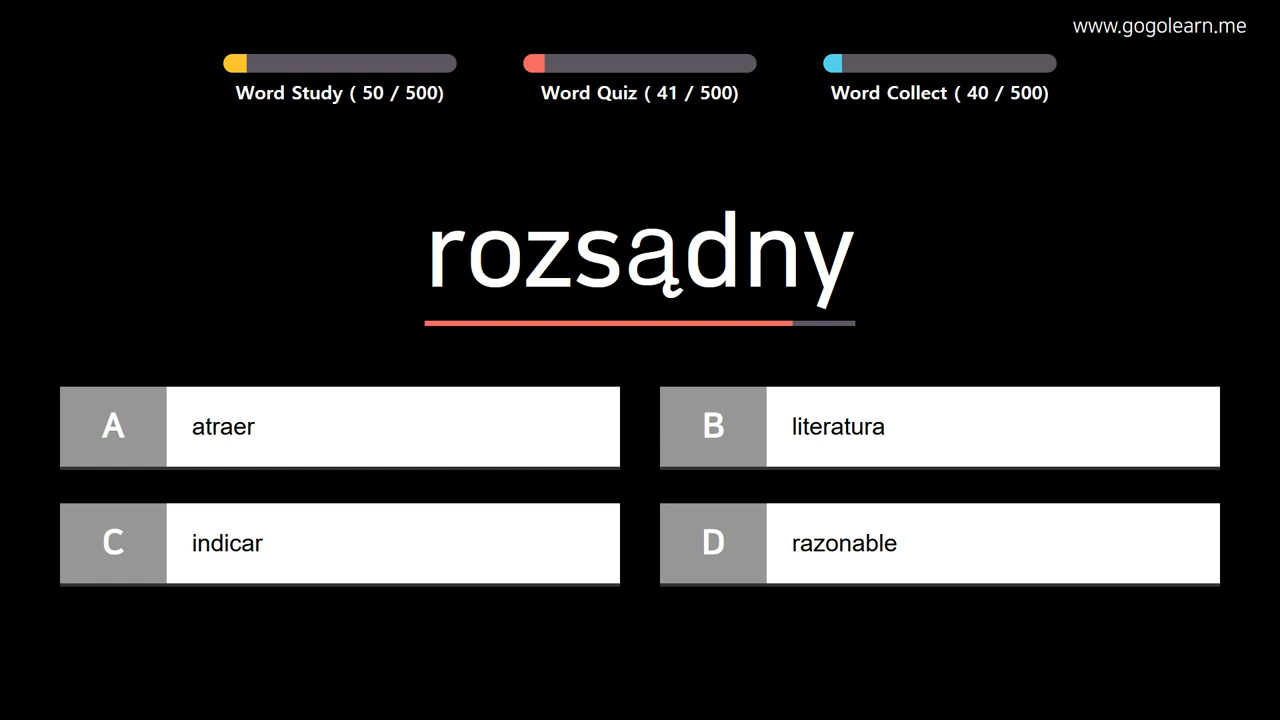 www.gogolearn.me
Word Study ( 50 / 500)
Word Quiz ( 41 / 500)
Word Collect ( 40 / 500)
rozsądny
A
atraer
B
literatura
C
indicar
D
razonable